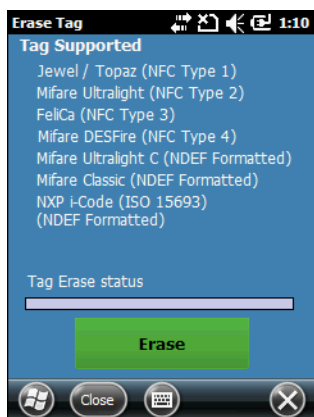 Erase Tag 1:10
Tag Supported
Jewel / Topaz (NFC Type 1)
Mifare Ultralight (NFC Type 2)
FeliCa (NFC Type 3)
Mifare DESFire (NFC Type 4)
Mifare Ultralight C (NDEF Formatted)
Mifare Classic (NDEF Formatted)
NXP i-Code (ISO 15693)
(NDEF Formatted)
Tag Erase status
Erase
Close